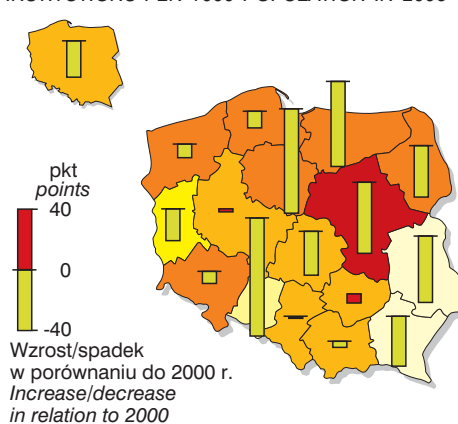 pkt
points
40
0
-40
Wzrost/spadek
w porównaniu do 2000 r.
Increase/decrease
in relation to 2000